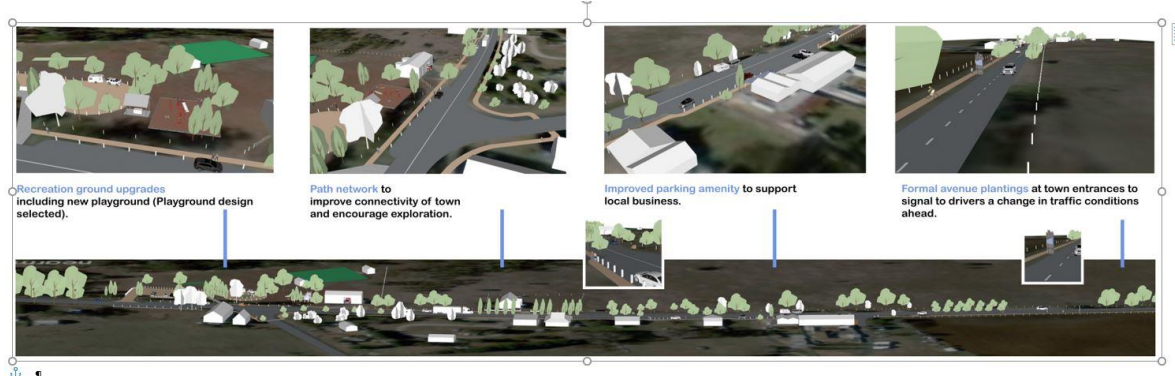 Recreation ground upgrades
including new playground (Playground design
selected).
Path network to
improve connectivity of town
and encourage exploration.
Improved parking amenity to support
local business.
Formal avenue plantings at town entrances to
signal to drivers a change in traffic conditions
ahead.